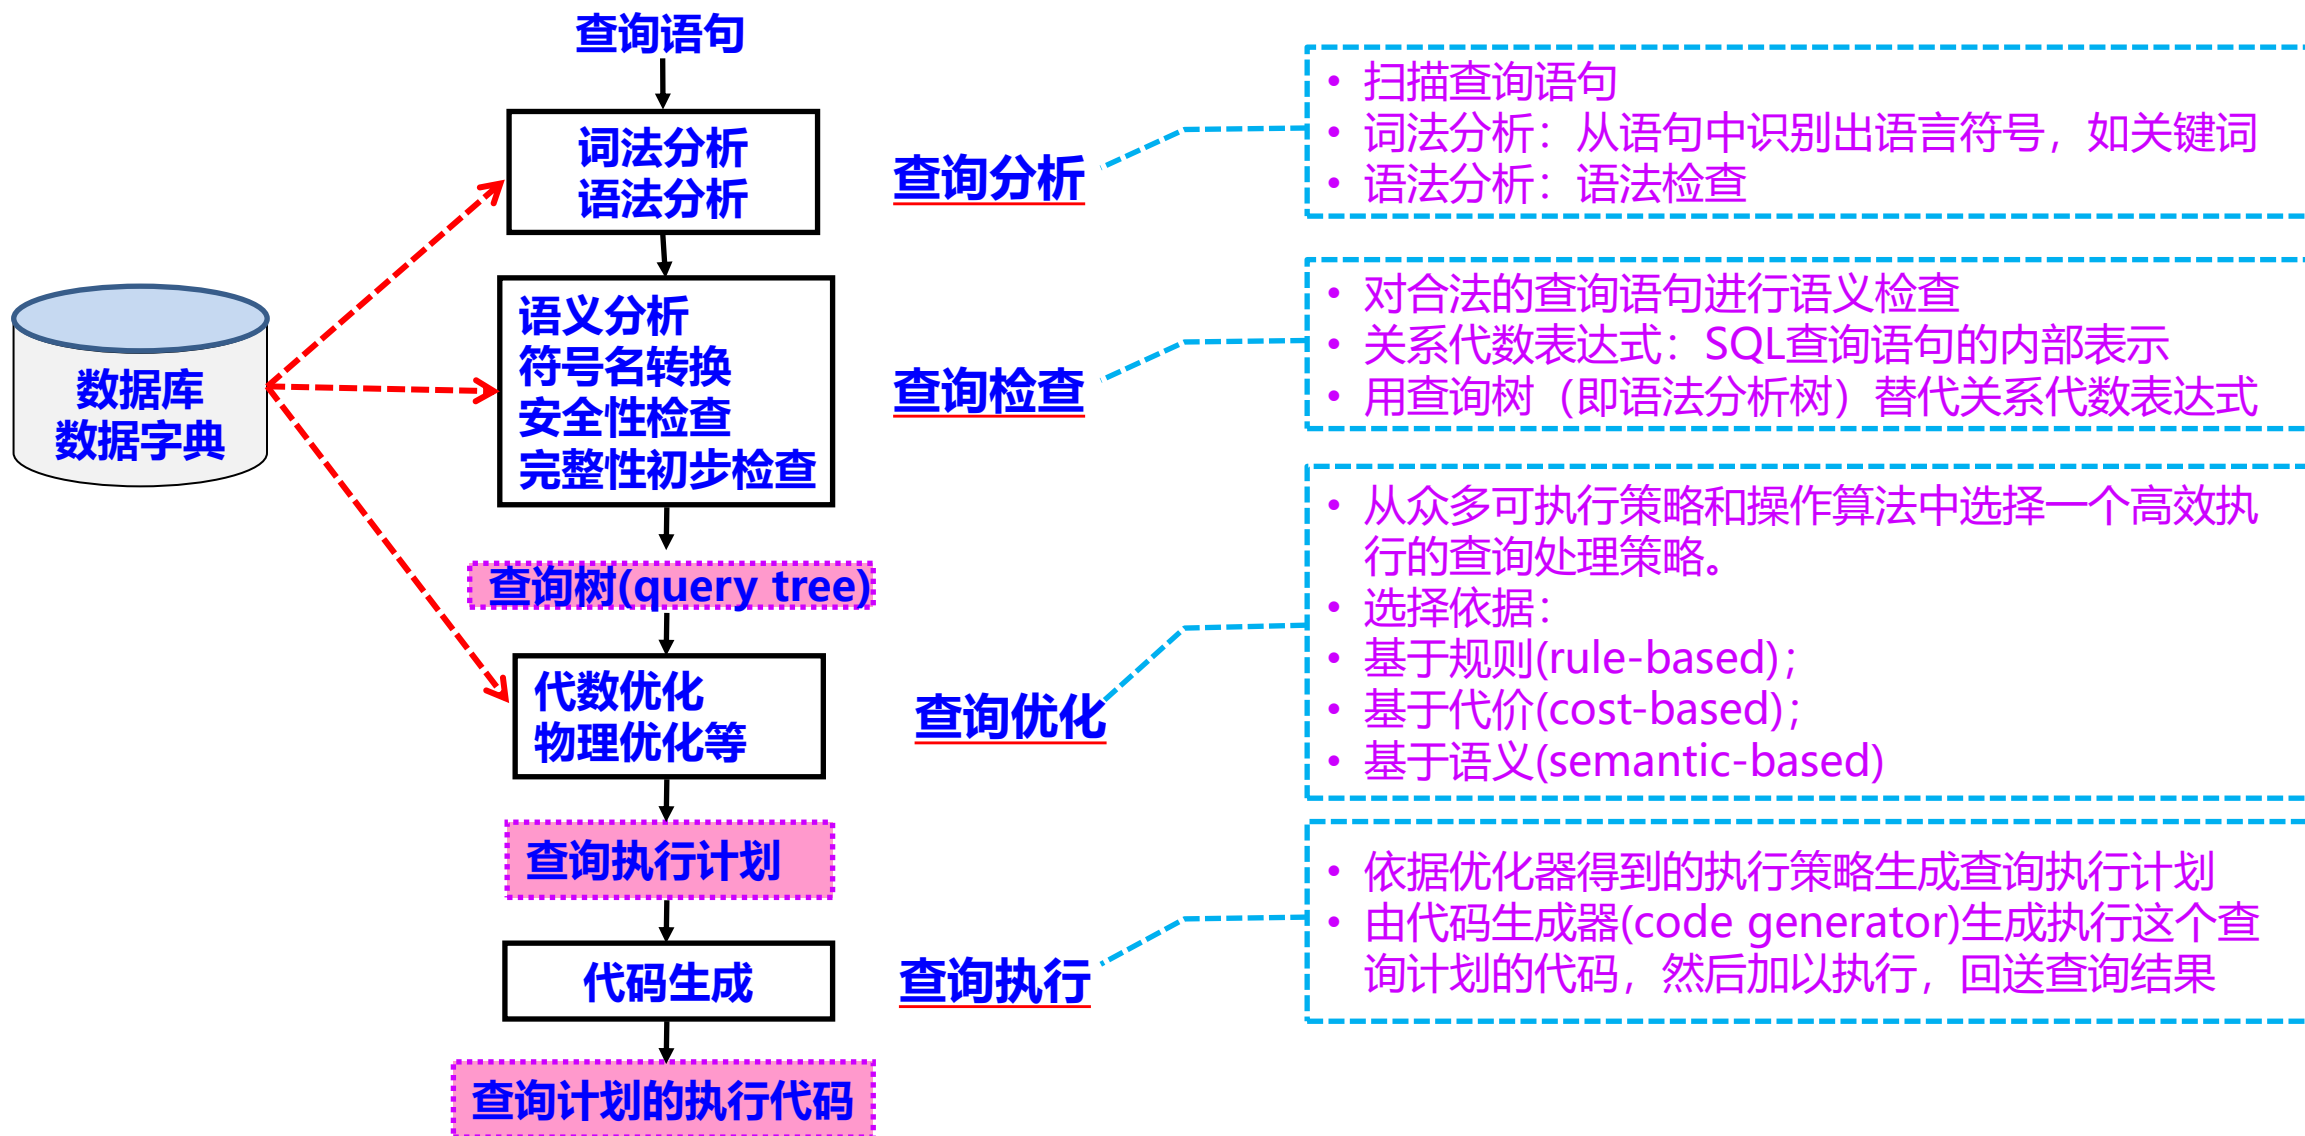 查询语句
词法分析
语法分析
查询分析
• 扫描查询语句
• 词法分析：从语句中识别出语言符号，如关键词
• 语法分析：语法检查
数据库
数据字典
语义分析
符号名转换
安全性检查
完整性初步检查
查询检查
• 对合法的查询语句进行语义检查
• 关系代数表达式：SQL查询语句的内部表示
• 用查询树（即语法分析树）替代关系代数表达式
查询树(query tree)
代数优化
物理优化等
查询优化
• 从众多可执行策略和操作算法中选择一个高效执
行的查询处理策略。
• 选择依据：
• 基于规则(rule-based)；
• 基于代价(cost-based)；
• 基于语义(semantic-based)
查询执行计划
代码生成
查询执行
• 依据优化器得到的执行策略生成查询执行计划
• 由代码生成器(code generator)生成执行这个查
询计划的代码，然后加以执行，回送查询结果
查询计划的执行代码